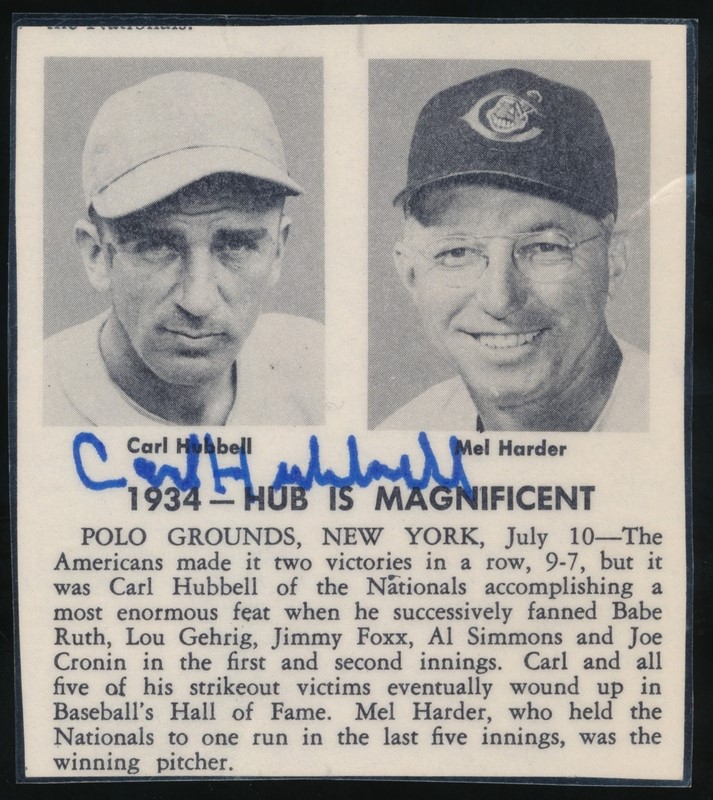 the Nationals.
Carl Hubbell
Mel Harder
Carl Hubbell
1934 — HUB IS MAGNIFICENT
POLO GROUNDS, NEW YORK, July 10—The
Americans made it two victories in a row, 9-7, but it
was Carl Hubbell of the Nationals accomplishing a
most enormous feat when he successively fanned Babe
Ruth, Lou Gehrig, Jimmy Foxx, Al Simmons and Joe
Cronin in the first and second innings. Carl and all
five of his strikeout victims eventually wound up in
Baseball's Hall of Fame. Mel Harder, who held the
Nationals to one run in the last five innings, was the
winning pitcher.